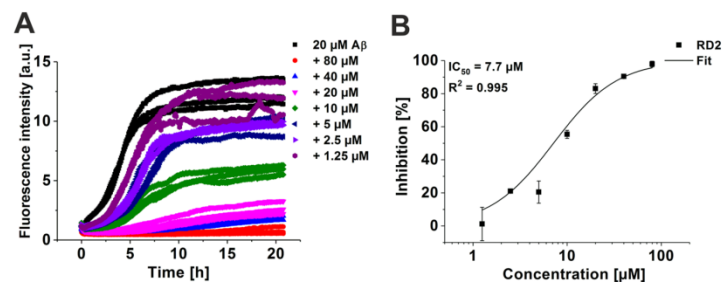 A
Fluorescence intensity [a.u.]
15
10
5
0
0 5 10 15 20
Time [h]
20 µM Aβ
+ 80 µM
+ 40 µM
+ 20 µM
+ 10 µM
+ 5 µM
+ 2.5 µM
+ 1.25 µM
B
Inhibition [%]
100
80
60
40
20
0
1 10 100
Concentration [µM]
IC50 = 7.7 µM
R² = 0.995
RD2
Fit